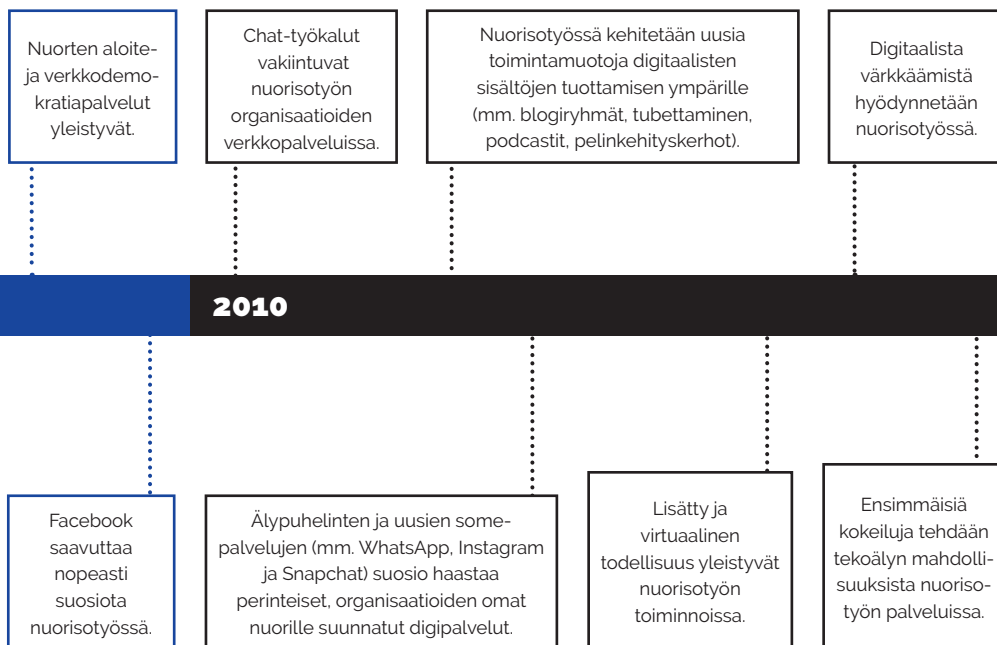 Nuorten aloite-
ja verkkodemo-
kratiapalvelut
yleistyvät.
Chat-työkalut
vakiintuvat
nuorisotyön
organisaatioiden
verkkopalveluissa.
Nuorisotyössä kehitetään uusia
toimintamuotoja digitaalisten
sisältöjen tuottamisen ympärille
(mm. blogiryhmät, tubettaminen,
podcastit, pelinkehityskerhot).
Digitaalista
värkkäämistä
hyödynnetään
nuorisotyössä.
2010
Facebook
saavuttaa
nopeasti
suosiota
nuorisotyössä.
Älypuhelinten ja uusien some-
palvelujen (mm. WhatsApp, Instagram
ja Snapchat) suosio haastaa
perinteiset, organisaatioiden omat
nuorille suunnatut digipalvelut.
Lisätty ja
virtuaalinen
todellisuus yleistyvät
nuorisotyön
toiminnoissa.
Ensimmäisiä
kokeiluja tehdään
tekoälyn mahdolli-
suuksista nuoriso-
työn palveluissa.